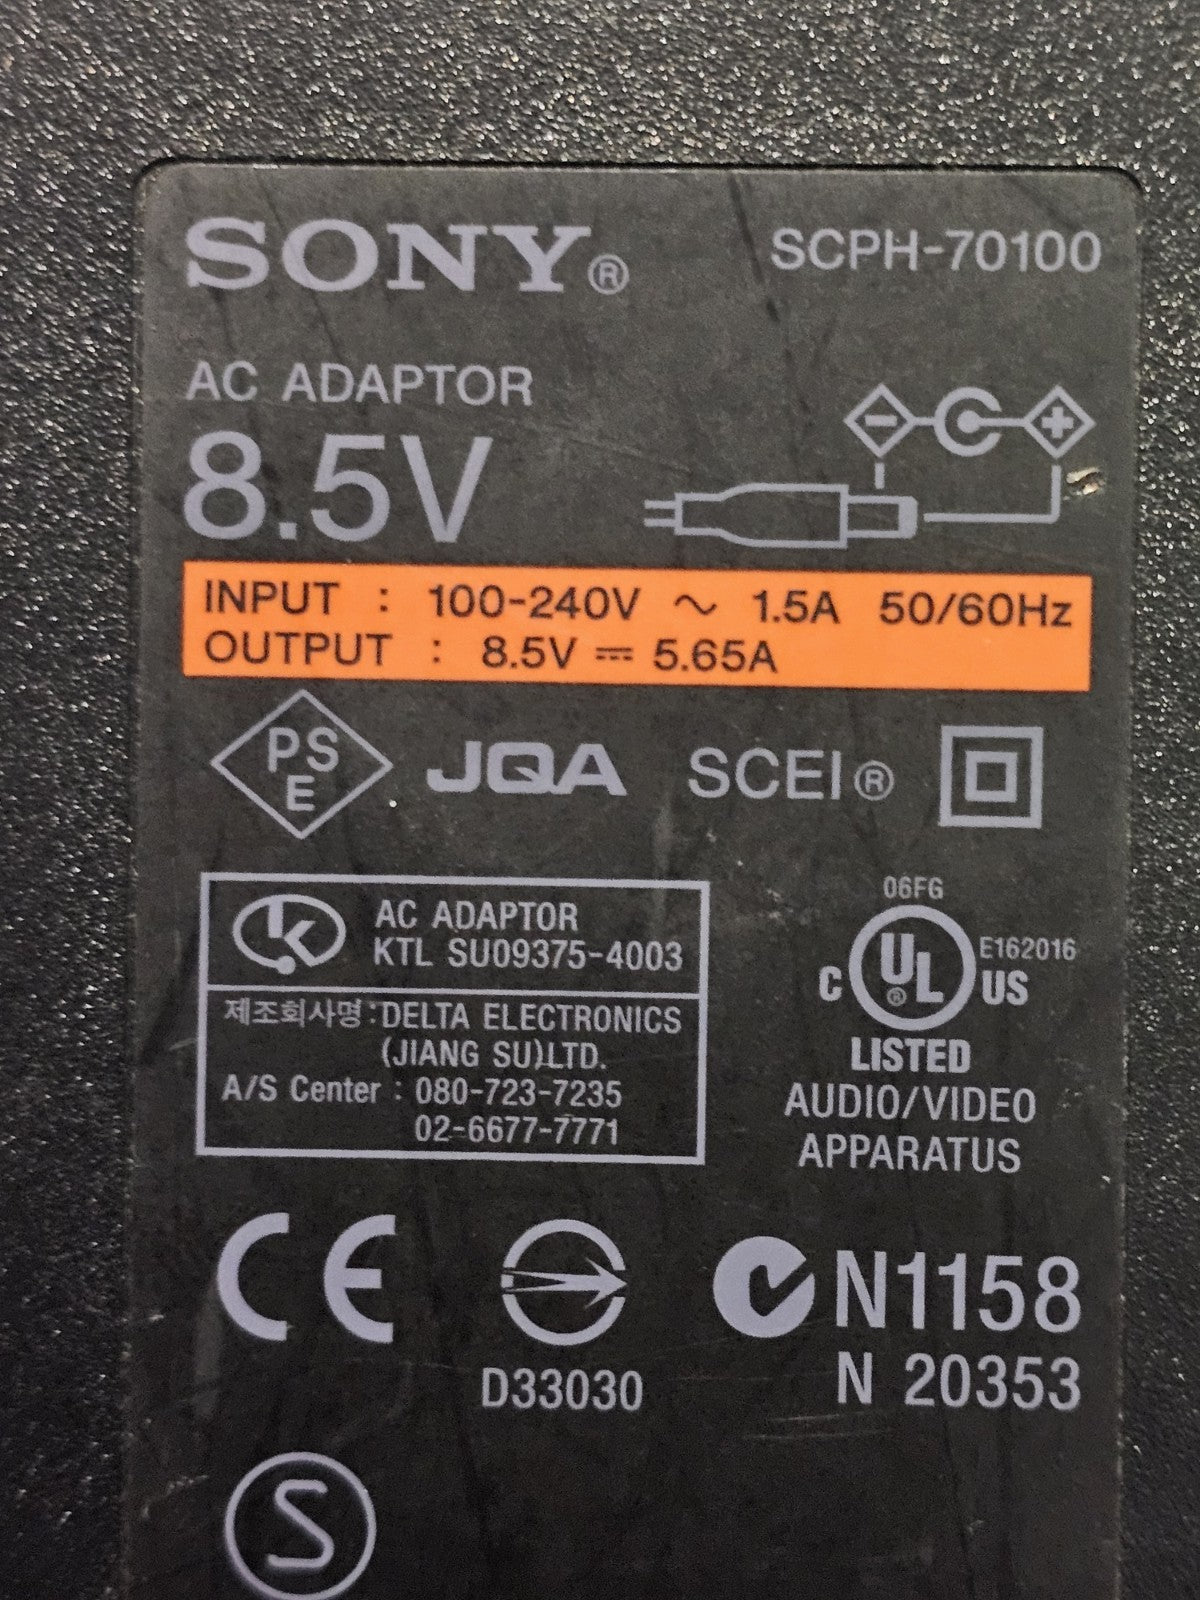 SONY® SCPH-70100
AC ADAPTOR
8.5V
INPUT : 100-240V ~ 1.5A 50/60Hz
OUTPUT : 8.5V ⎓ 5.65A
PS
E
JQA SCEI®
06FG
AC ADAPTOR
KTL SU09375-4003
제조회사명:DELTA ELECTRONICS
(JIANG SU)LTD.
A/S Center : 080-723-7235
02-6677-7771
E162016
C UL® US
LISTED
AUDIO/VIDEO
APPARATUS
CE
D33030
N1158
N 20353
S